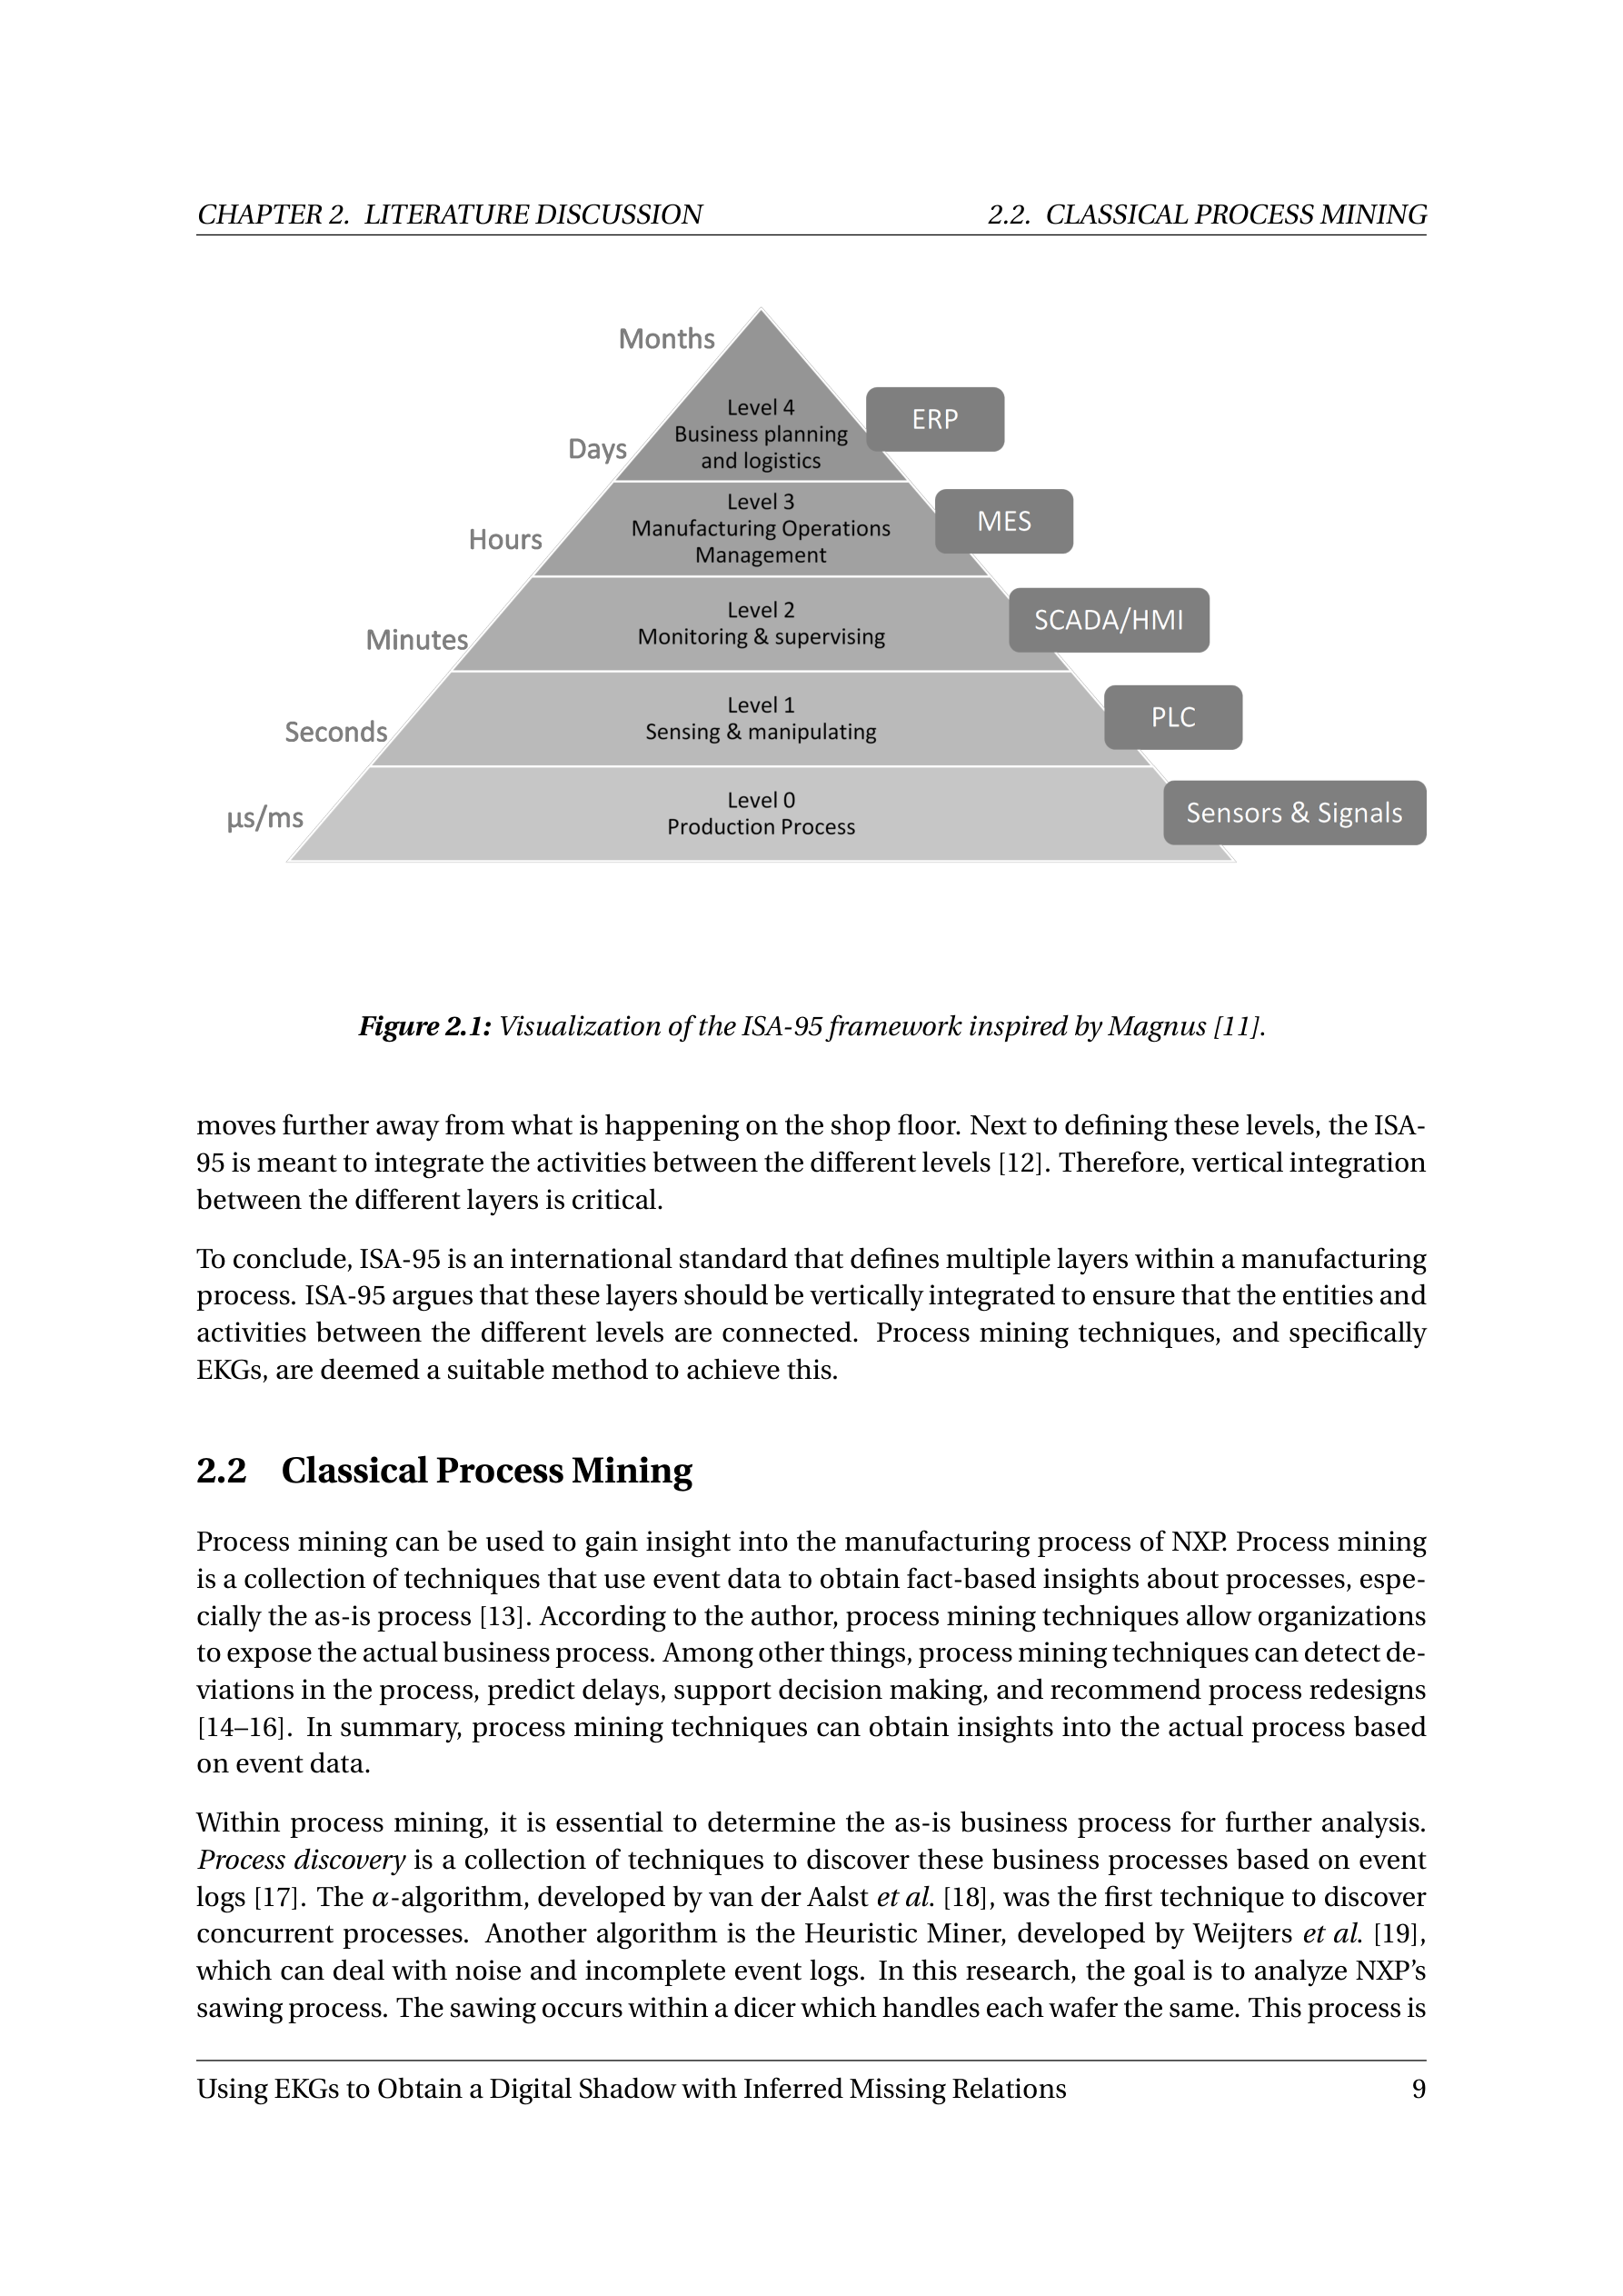 CHAPTER 2. LITERATURE DISCUSSION 2.2. CLASSICAL PROCESS MINING
Months
Level 4
Business planning
and logistics
ERP
Days
Level 3
Manufacturing Operations
Management
MES
Hours
Level 2
Monitoring & supervising
SCADA/HMI
Minutes
Level 1
Sensing & manipulating
PLC
Seconds
Level 0
Production Process
Sensors & Signals
µs/ms
Figure 2.1: Visualization of the ISA-95 framework inspired by Magnus [11].
moves further away from what is happening on the shop floor. Next to defining these levels, the ISA-
95 is meant to integrate the activities between the different levels [12]. Therefore, vertical integration
between the different layers is critical.
To conclude, ISA-95 is an international standard that defines multiple layers within a manufacturing
process. ISA-95 argues that these layers should be vertically integrated to ensure that the entities and
activities between the different levels are connected. Process mining techniques, and specifically
EKGs, are deemed a suitable method to achieve this.
2.2 Classical Process Mining
Process mining can be used to gain insight into the manufacturing process of NXP. Process mining
is a collection of techniques that use event data to obtain fact-based insights about processes, espe-
cially the as-is process [13]. According to the author, process mining techniques allow organizations
to expose the actual business process. Among other things, process mining techniques can detect de-
viations in the process, predict delays, support decision making, and recommend process redesigns
[14–16]. In summary, process mining techniques can obtain insights into the actual process based
on event data.
Within process mining, it is essential to determine the as-is business process for further analysis.
Process discovery is a collection of techniques to discover these business processes based on event
logs [17]. The α-algorithm, developed by van der Aalst et al. [18], was the first technique to discover
concurrent processes. Another algorithm is the Heuristic Miner, developed by Weijters et al. [19],
which can deal with noise and incomplete event logs. In this research, the goal is to analyze NXP’s
sawing process. The sawing occurs within a dicer which handles each wafer the same. This process is
Using EKGs to Obtain a Digital Shadow with Inferred Missing Relations 9